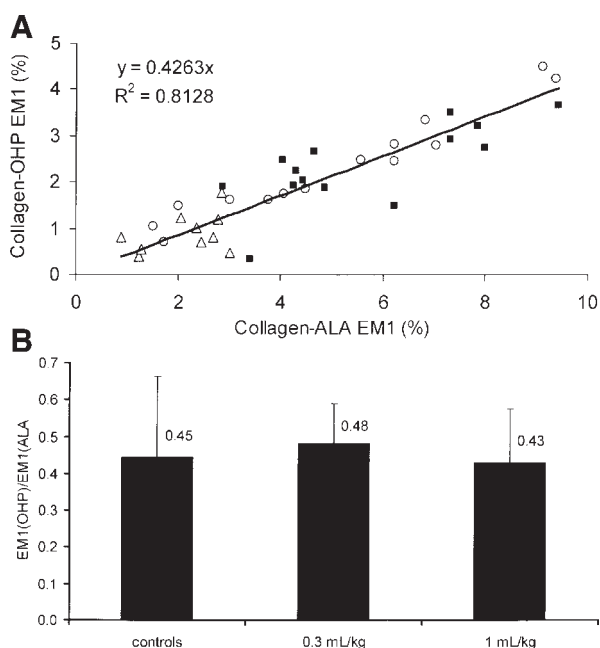 A
Collagen-OHP EM1 (%)
5
4
3
2
1
0
y = 0.4263x
R² = 0.8128
0 2 4 6 8 10
Collagen-ALA EM1 (%)
B
EM1(OHP)/EM1(ALA
0.7
0.6
0.5
0.4
0.3
0.2
0.1
0.0
0.45
0.48
0.43
controls 0.3 mL/kg 1 mL/kg